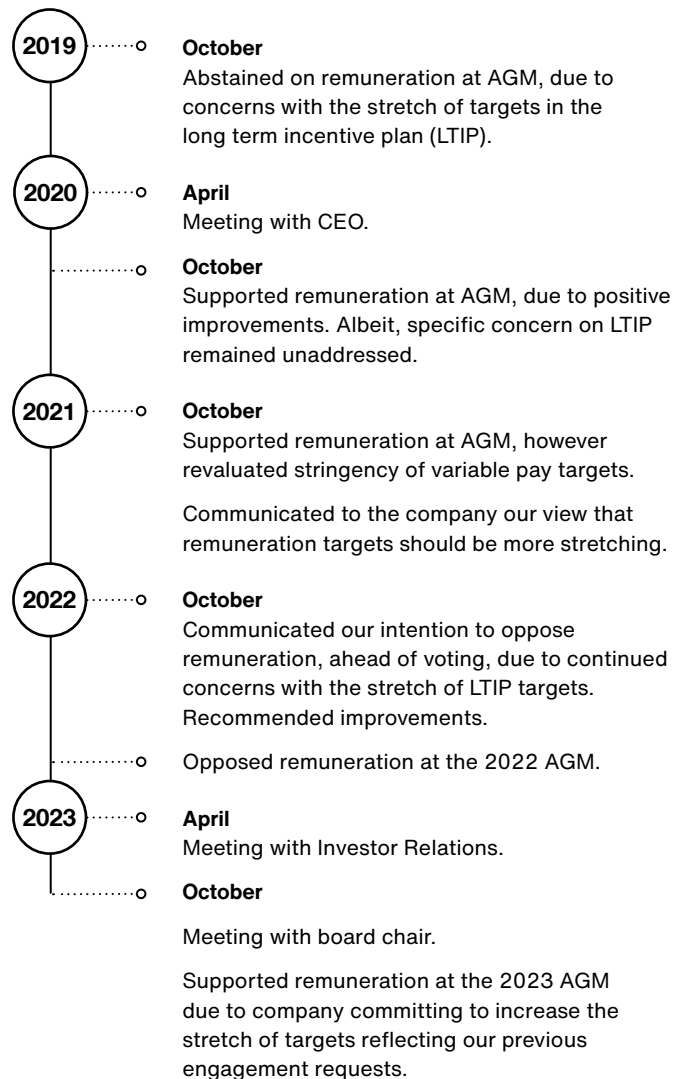 2019
October
Abstained on remuneration at AGM, due to
concerns with the stretch of targets in the
long term incentive plan (LTIP).
2020
April
Meeting with CEO.
October
Supported remuneration at AGM, due to positive
improvements. Albeit, specific concern on LTIP
remained unaddressed.
2021
October
Supported remuneration at AGM, however
revaluated stringency of variable pay targets.
Communicated to the company our view that
remuneration targets should be more stretching.
2022
October
Communicated our intention to oppose
remuneration, ahead of voting, due to continued
concerns with the stretch of LTIP targets.
Recommended improvements.
Opposed remuneration at the 2022 AGM.
2023
April
Meeting with Investor Relations.
October
Meeting with board chair.
Supported remuneration at the 2023 AGM
due to company committing to increase the
stretch of targets reflecting our previous
engagement requests.